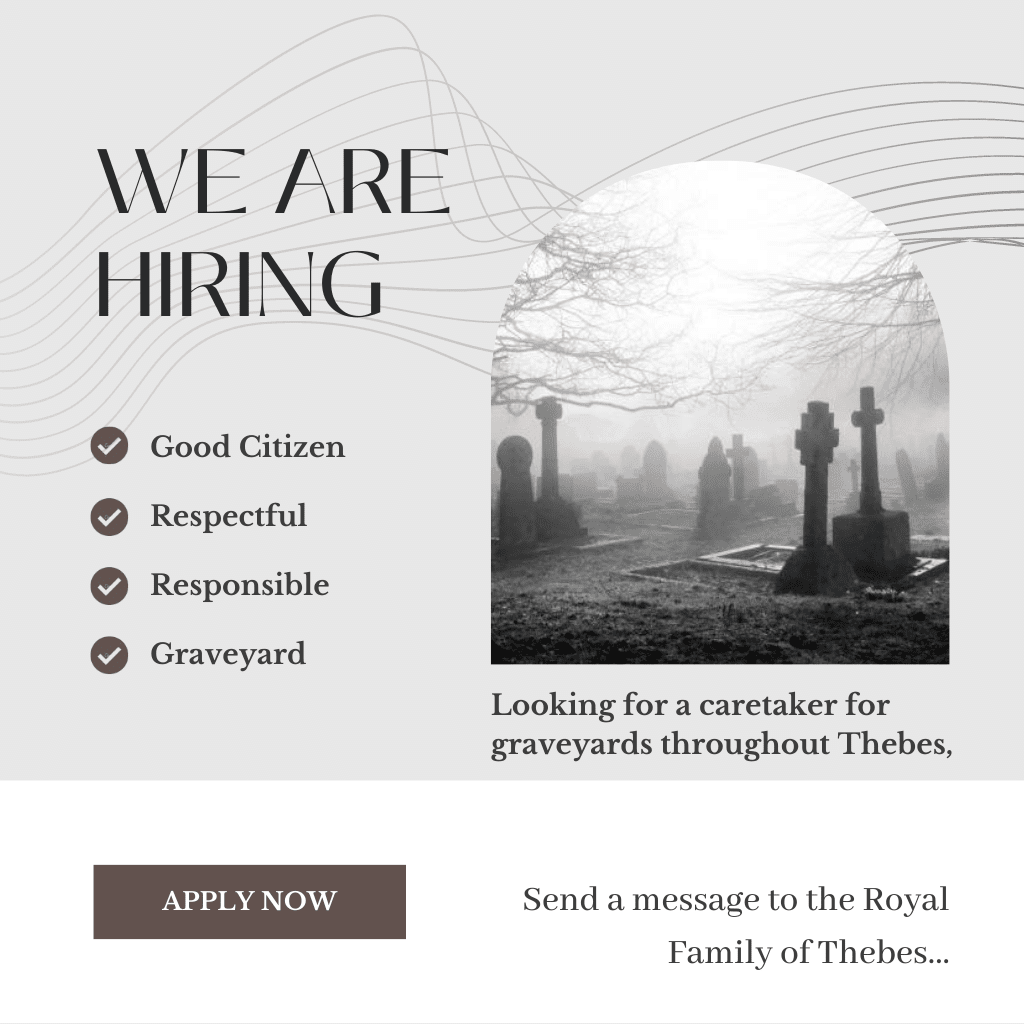 WE ARE
HIRING
Good Citizen
Respectful
Responsible
Graveyard
Looking for a caretaker for
graveyards throughout Thebes,
APPLY NOW
Send a message to the Royal
Family of Thebes...